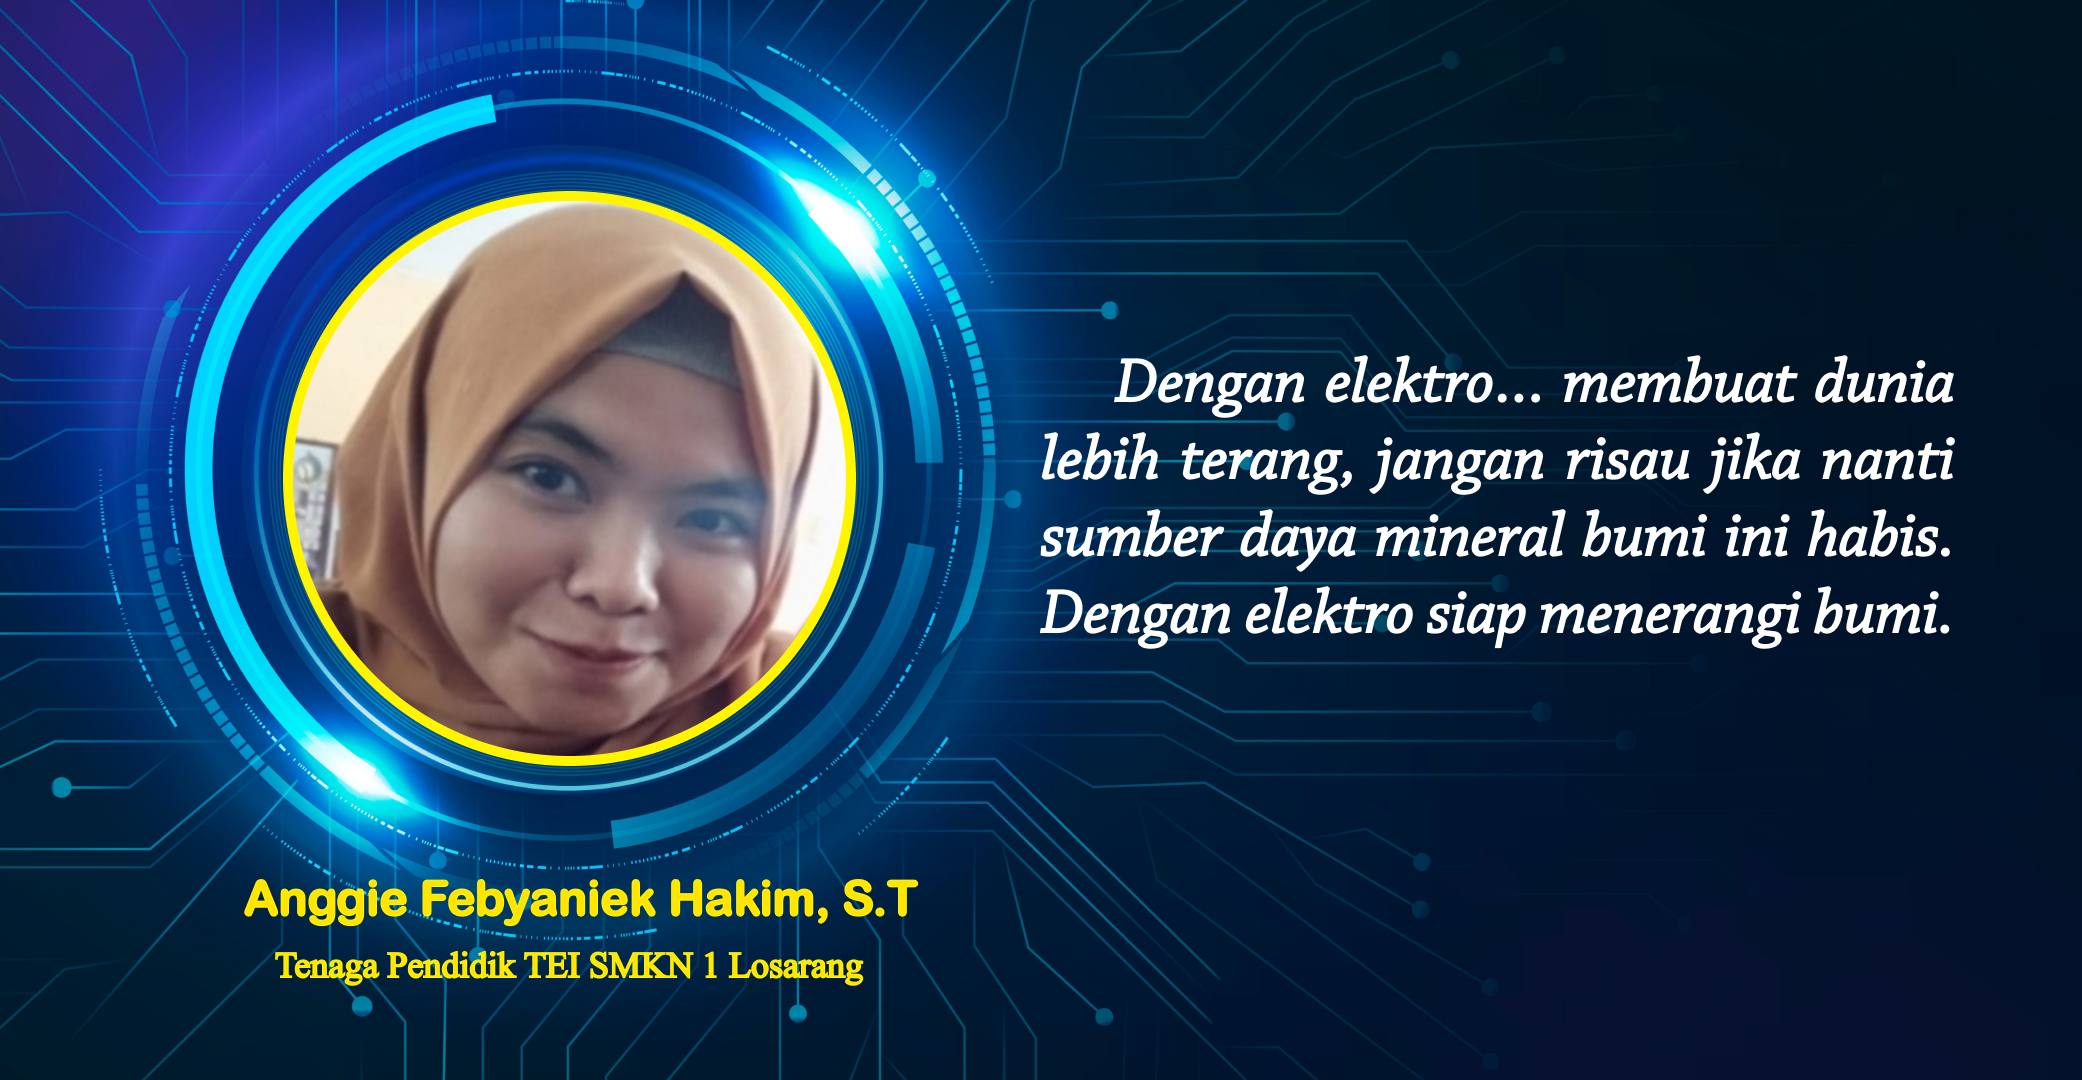 Dengan elektro... membuat dunia
lebih terang, jangan risau jika nanti
sumber daya mineral bumi ini habis.
Dengan elektro siap menerangi bumi.
Anggie Febyaniek Hakim, S.T
Tenaga Pendidik TEI SMKN 1 Losarang